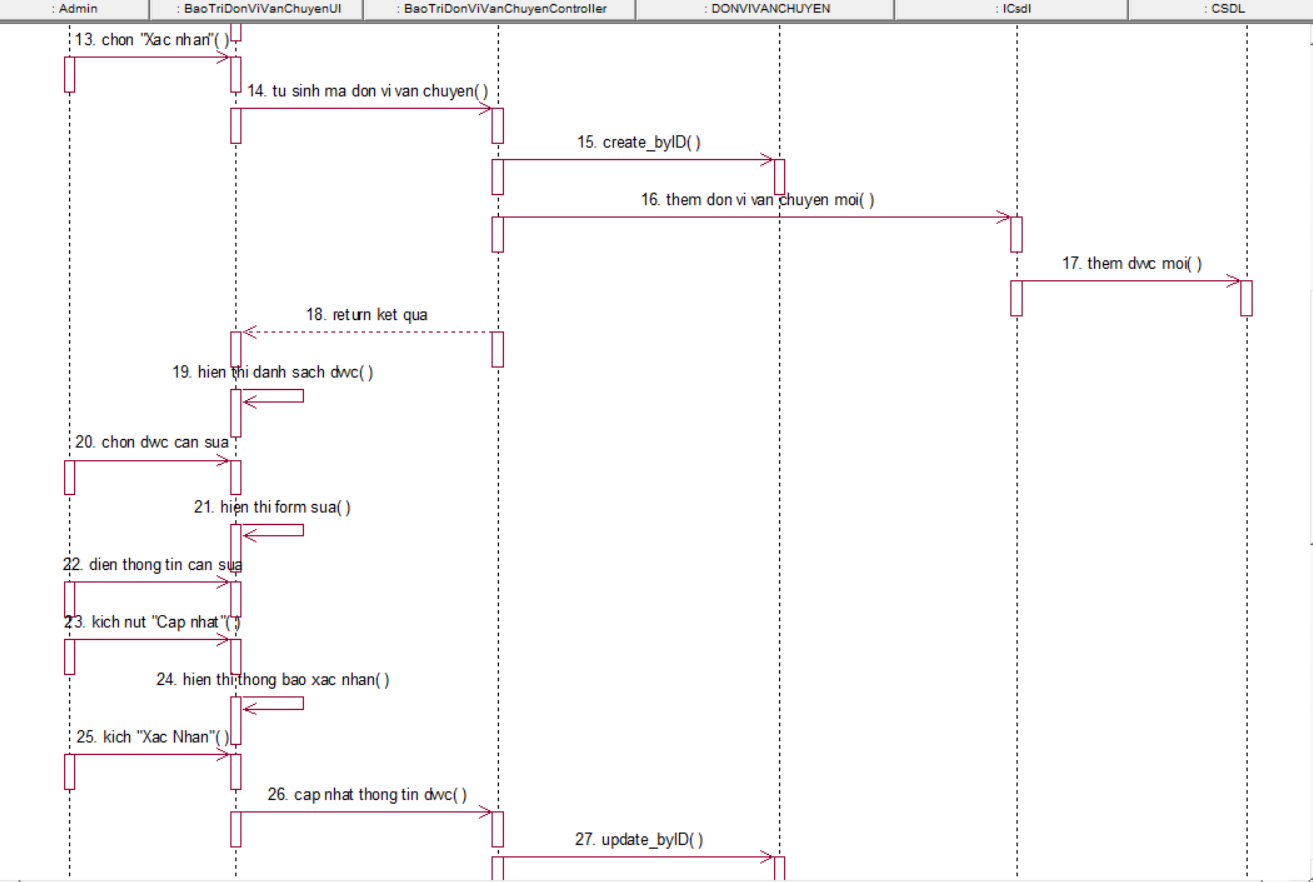 : Admin
: BaoTriDonViVanChuyenUI
: BaoTriDonViVanChuyenController
: DONVIVANCHUYEN
: ICsdl
: CSDL
13. chon "Xac nhan"( )
14. tu sinh ma don vi van chuyen( )
15. create_byID( )
16. them don vi van chuyen moi( )
17. them dvvc moi( )
18. return ket qua
19. hien thi danh sach dvvc( )
20. chon dvvc can sua
21. hien thi form sua( )
22. dien thong tin can sua
23. kich nut "Cap nhat"( )
24. hien thi thong bao xac nhan( )
25. kich "Xac Nhan"( )
26. cap nhat thong tin dvvc( )
27. update_byID( )